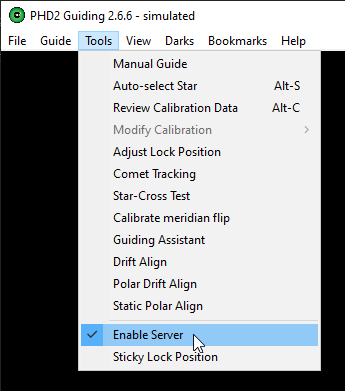 PHD2 Guiding 2.6.6 - simulated
File Guide Tools View Darks Bookmarks Help
Manual Guide
Auto-select Star Alt-S
Review Calibration Data Alt-C
Modify Calibration
Adjust Lock Position
Comet Tracking
Star-Cross Test
Calibrate meridian flip
Guiding Assistant
Drift Align
Polar Drift Align
Static Polar Align
Enable Server
Sticky Lock Position